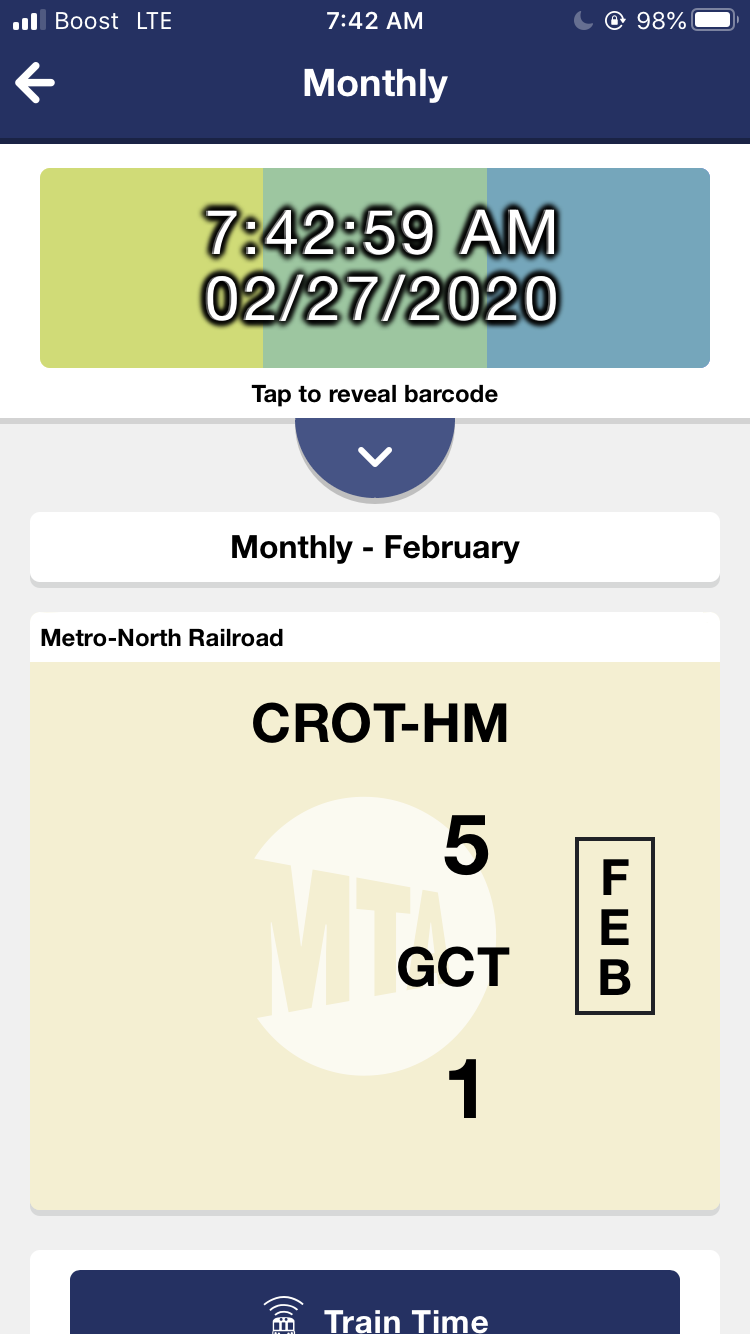 Boost LTE 7:42 AM 98%
Monthly
7:42:59 AM
02/27/2020
Tap to reveal barcode
Monthly - February
Metro-North Railroad
CROT-HM
5
MTA
GCT
1
F
E
B
Train Time